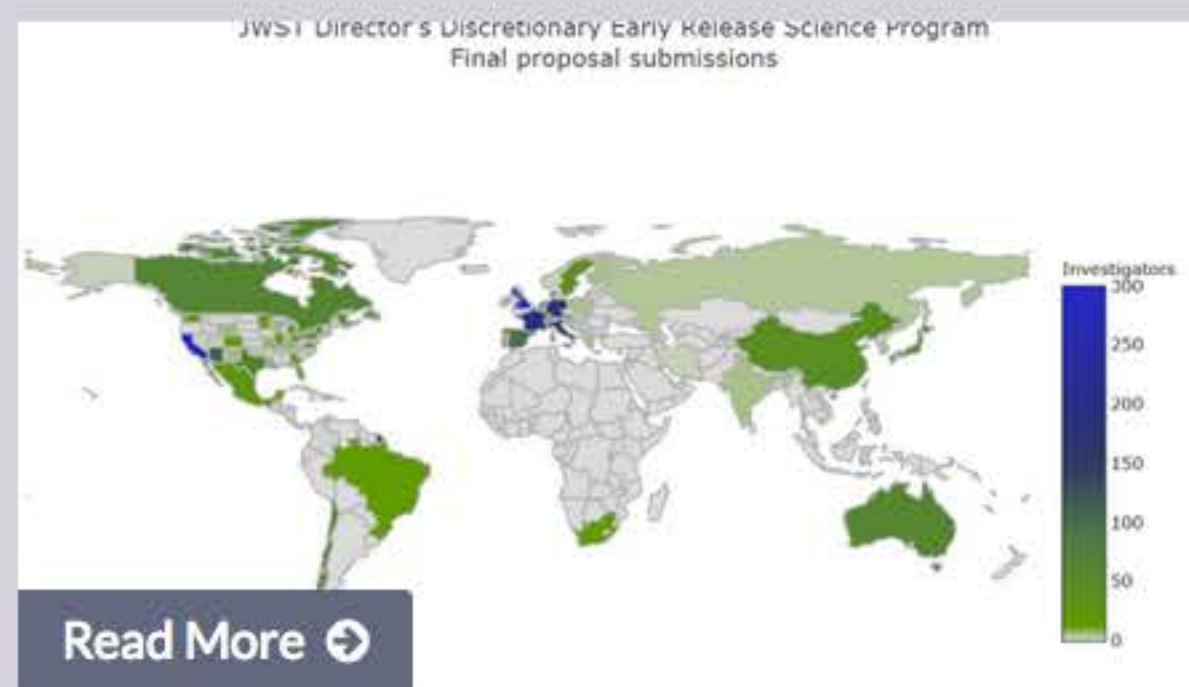 JWST Director's Discretionary Early Release Science Program
Final proposal submissions
Investigators
300
250
200
150
100
50
0
Read More